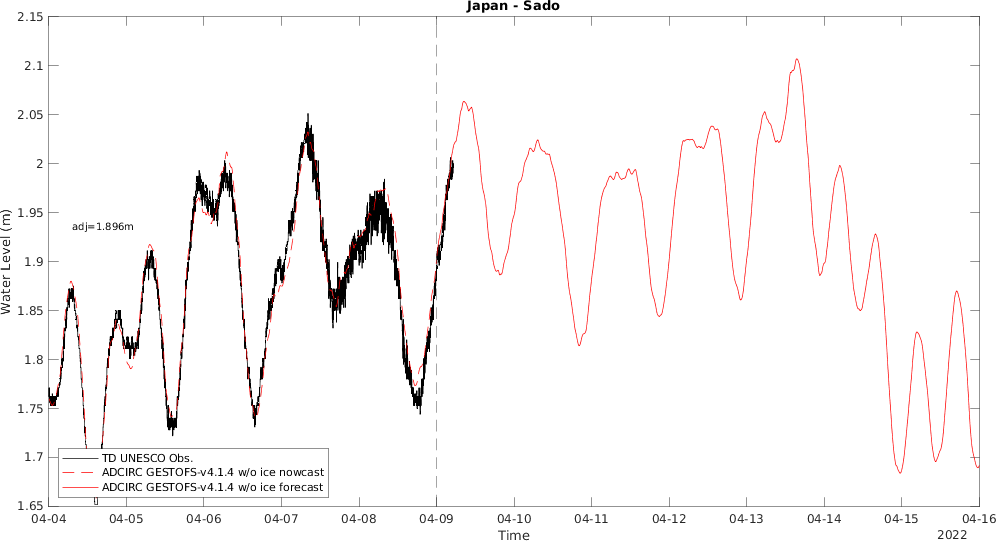 Japan - Sado
2.15
2.1
2.05
2
1.95
1.9
1.85
1.8
1.75
1.7
1.65
Water Level (m)
adj=1.896m
TD UNESCO Obs.
ADCIRC GESTOFS-v4.1.4 w/o ice nowcast
ADCIRC GESTOFS-v4.1.4 w/o ice forecast
04-04 04-05 04-06 04-07 04-08 04-09 04-10 04-11 04-12 04-13 04-14 04-15 04-16
Time
2022